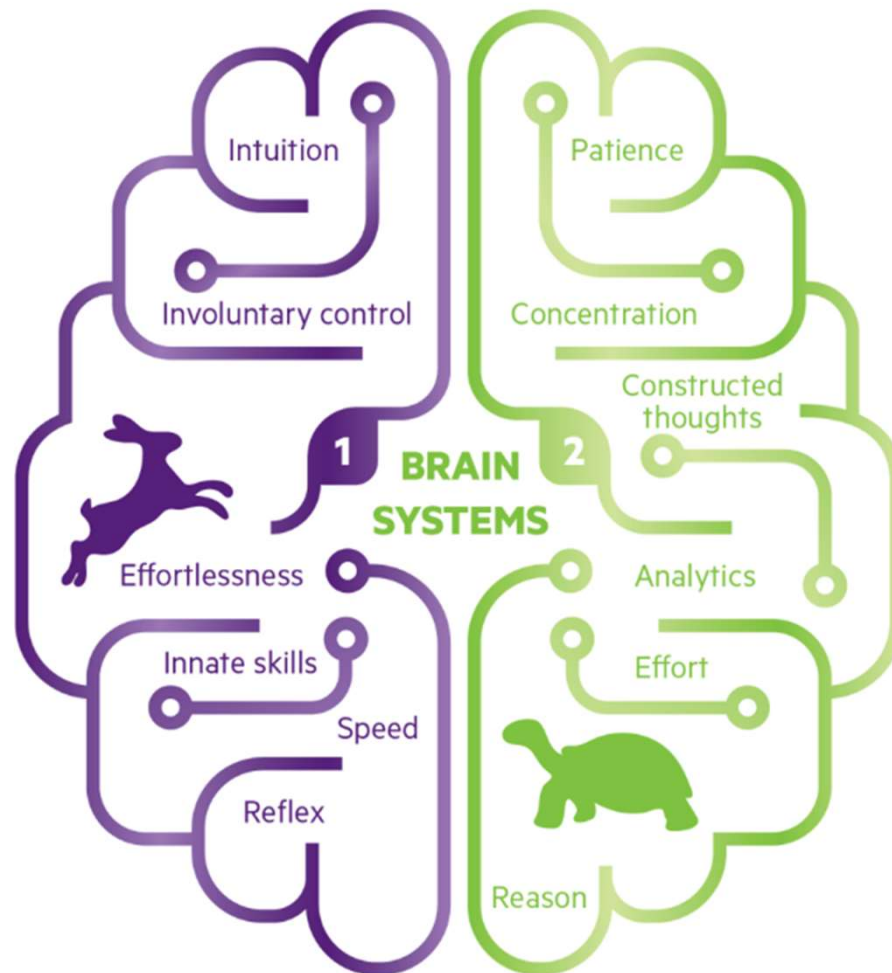 Intuition
Involuntary control
1
Effortlessness
Innate skills
Speed
Reflex
BRAIN
SYSTEMS
2
Patience
Concentration
Constructed
thoughts
Analytics
Effort
Reason